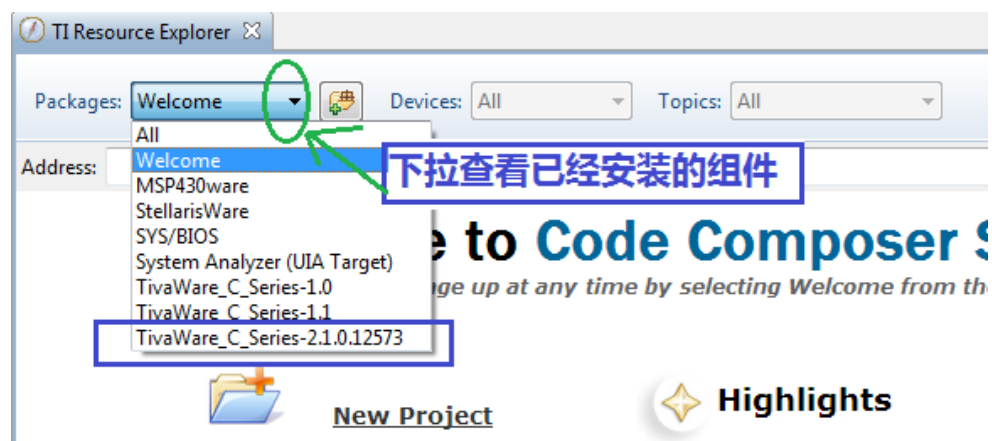 TI Resource Explorer
Packages: Welcome Devices: All Topics: All
All
Address: Welcome
下拉查看已经安装的组件
MSP430ware
StellarisWare
SYS/BIOS
e to Code Composer S
System Analyzer (UIA Target)
TivaWare_C_Series-1.0
ge up at any time by selecting Welcome from th
TivaWare_C_Series-1.1
TivaWare_C_Series-2.1.0.12573
New Project
Highlights